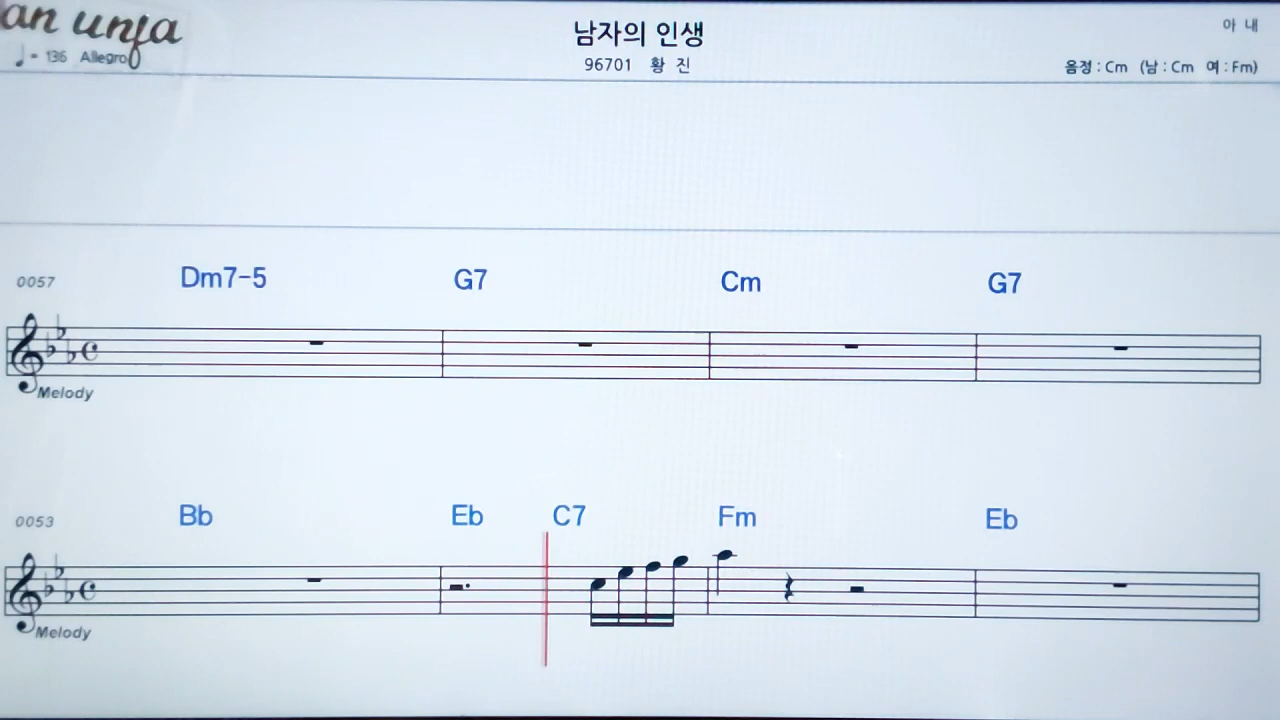 an unja
♩= 136 Allegro
남자의 인생
96701 황 진
아 내
음정 : Cm (남 : Cm 여 : Fm)
0057 Dm7-5 G7 Cm G7
Melody
0053 Bb Eb C7 Fm Eb
Melody